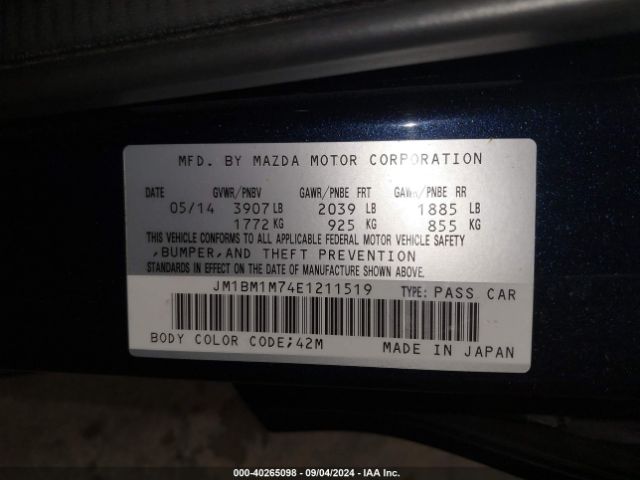 MFD. BY MAZDA MOTOR CORPORATION
DATE GVWR/PNBV GAWR/PNBE FRT GAWR/PNBE RR
05/14 3907 LB 2039 LB 1885 LB
1772 KG 925 KG 855 KG
THIS VEHICLE CONFORMS TO ALL APPLICABLE FEDERAL MOTOR VEHICLE SAFETY
,BUMPER,AND THEFT PREVENTION
STANDARDS IN EFFECT ON THE DATE OF MANUFACTURE SHOWN ABOVE.
JM1BM1M74E1211519 TYPE: PASS CAR
BODY COLOR CODE;42M MADE IN JAPAN
000-40265098 - 09/04/2024 - IAA Inc.